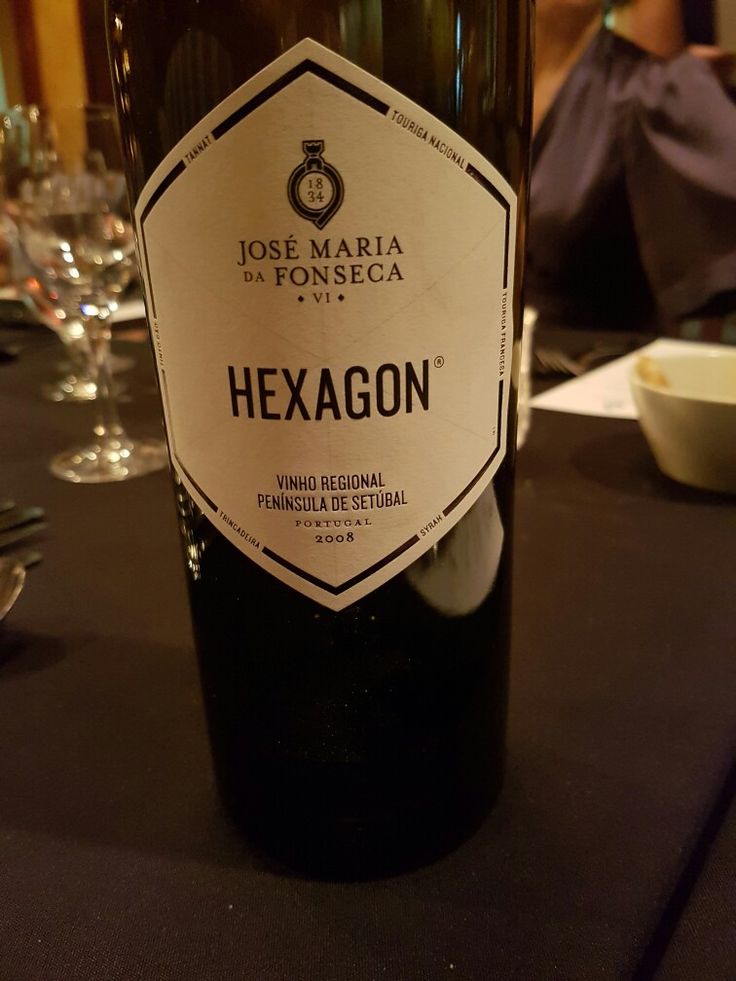 TANNAT
TOURIGA NACIONAL
18
34
JOSÉ MARIA
DA FONSECA
VI
HEXAGON®
TOURIGA FRANCESA
VINHO REGIONAL
PENÍNSULA DE SETÚBAL
PORTUGAL
2008
TRINCADEIRA
SYRAH